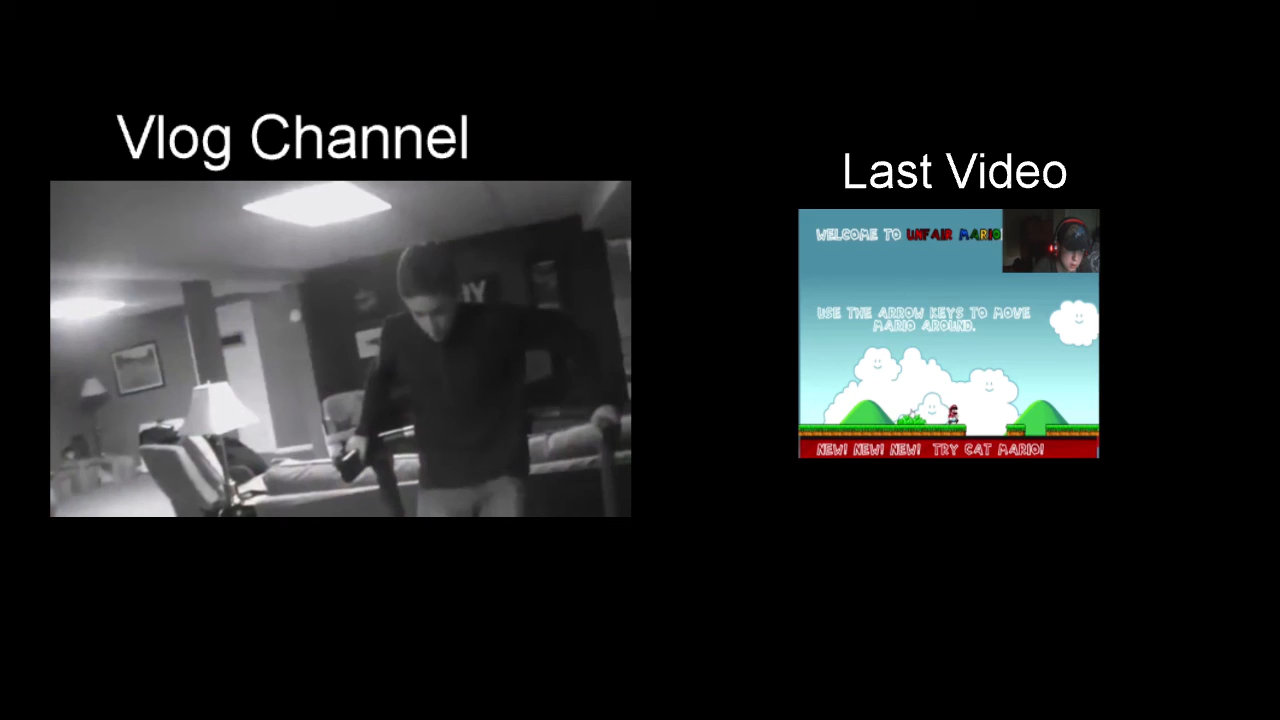 Vlog Channel
Last Video
WELCOME TO UNFAIR MARIO
USE THE ARROW KEYS TO MOVE
MARIO AROUND.
NEW! NEW! NEW! TRY CAT MARIO!